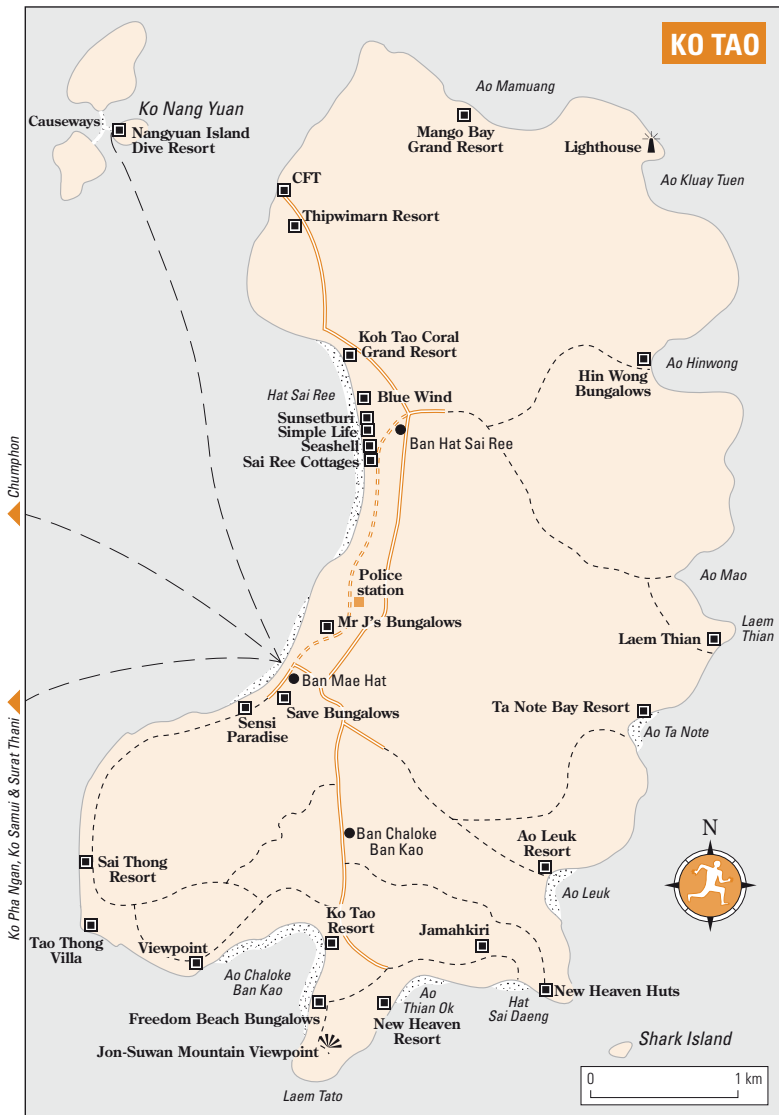 KO TAO
Ao Mamuang
Ko Nang Yuan
Causeways
Nangyuan Island
Dive Resort
Mango Bay
Grand Resort
Lighthouse
Ao Kluay Tuen
CFT
Thipwimarn Resort
Koh Tao Coral
Grand Resort
Ao Hinwong
Hin Wong
Bungalows
Hat Sai Ree
Blue Wind
Sunsetburi
Simple Life
Seashell
Sai Ree Cottages
Ban Hat Sai Ree
Chumphon
Police
station
Ao Mao
Laem
Thian
Laem Thian
Mr J's Bungalows
Ban Mae Hat
Save Bungalows
Sensi
Paradise
Ta Note Bay Resort
Ao Ta Note
Ko Pha Ngan, Ko Samui & Surat Thani
Ban Chaloke
Ban Kao
N
Sai Thong
Resort
Ao Leuk
Resort
Ao Leuk
Tao Thong
Villa
Viewpoint
Ko Tao
Resort
Jamahkiri
Ao Chaloke
Ban Kao
Ao
Thian Ok
Hat
Sai Daeng
New Heaven Huts
Freedom Beach Bungalows
New Heaven
Resort
Jon-Suwan Mountain Viewpoint
Shark Island
Laem Tato
0 1 km